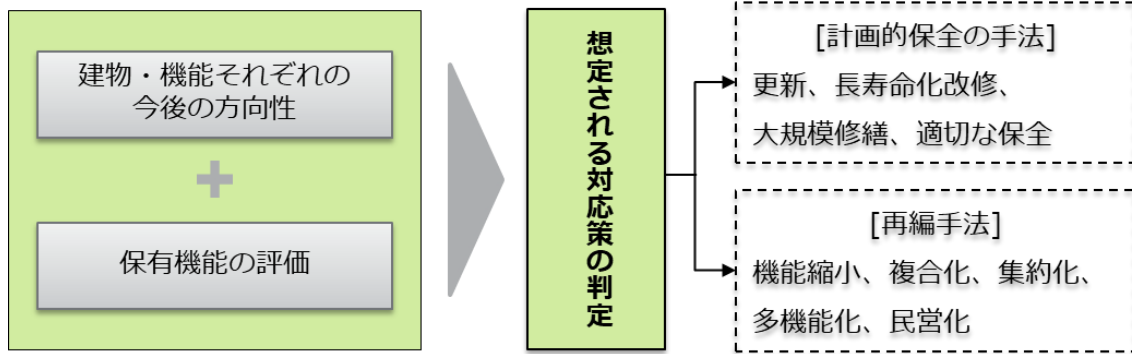 建物・機能それぞれの
今後の方向性
保有機能の評価
想定される対応策の判定
[計画的保全の手法]
更新、長寿命化改修、
大規模修繕、適切な保全
[再編手法]
機能縮小、複合化、集約化、
多機能化、民営化